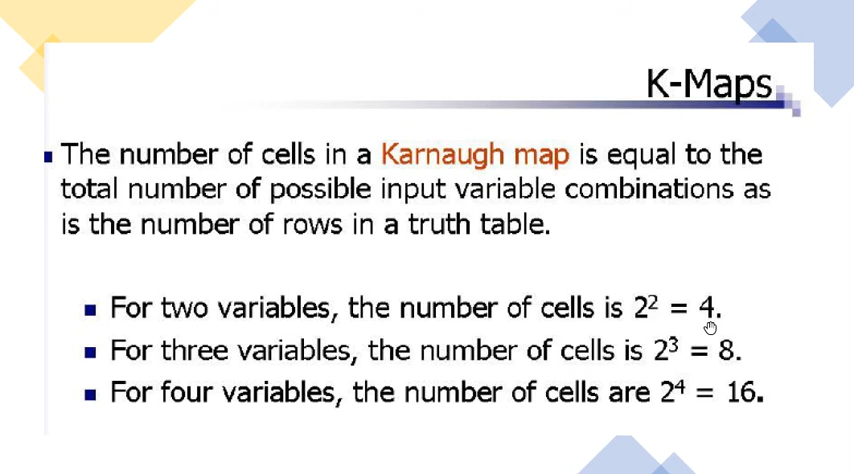 K-Maps
The number of cells in a Karnaugh map is equal to the
total number of possible input variable combinations as
is the number of rows in a truth table.
For two variables, the number of cells is 2² = 4.
For three variables, the number of cells is 2³ = 8.
For four variables, the number of cells are 2⁴ = 16.